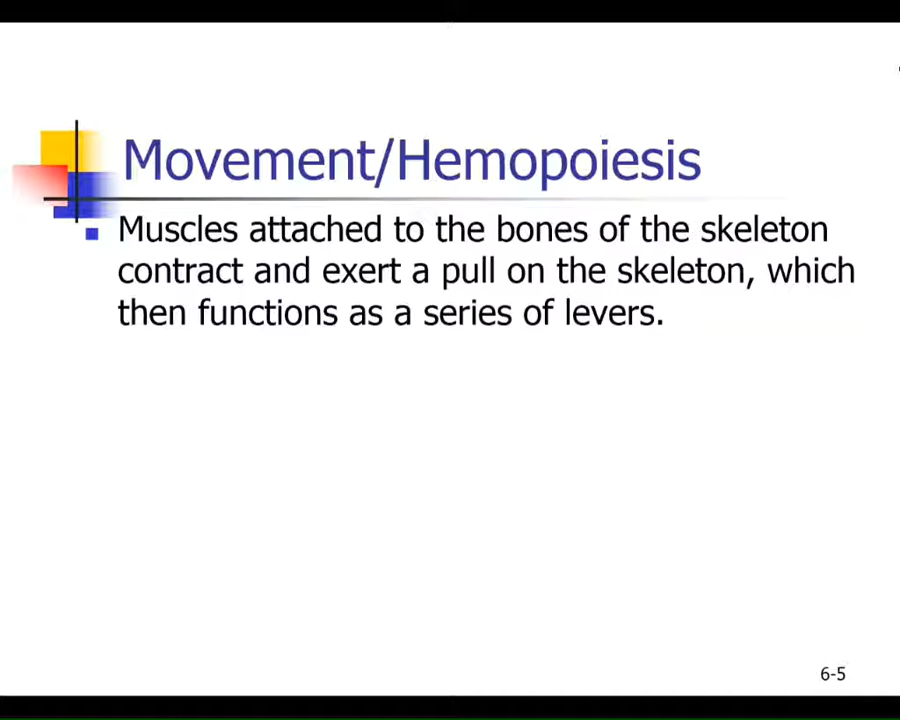 Movement/Hemopoiesis
Muscles attached to the bones of the skeleton
contract and exert a pull on the skeleton, which
then functions as a series of levers.
6-5